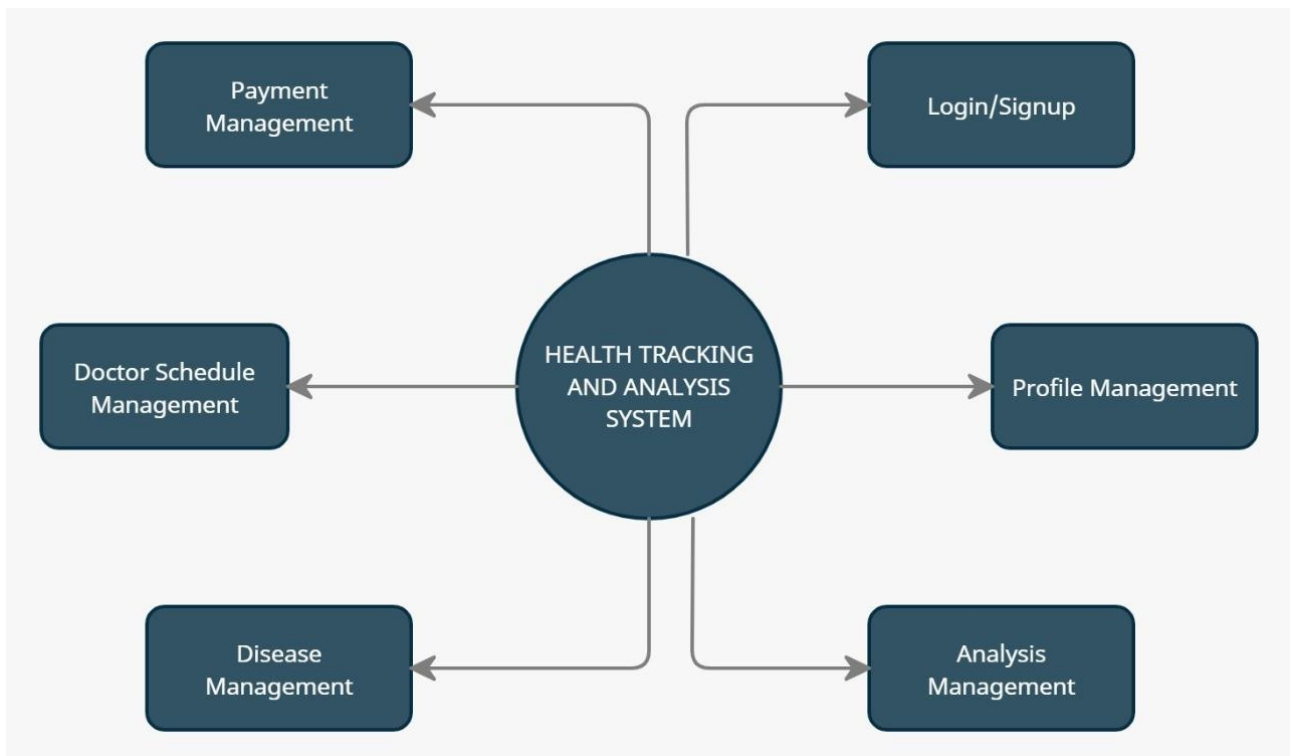 Payment
Management
Login/Signup
Doctor Schedule
Management
HEALTH TRACKING
AND ANALYSIS
SYSTEM
Profile Management
Disease
Management
Analysis
Management